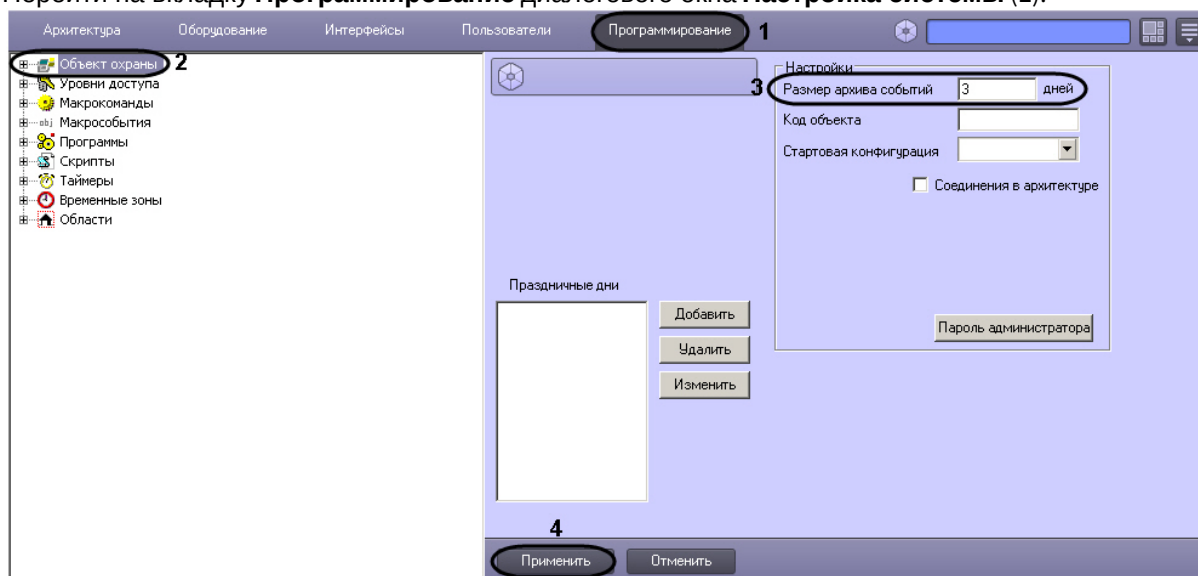 Перейти на вкладку Программирование диалогового окна Настройка системы (1).
Архитектура Оборудование Интерфейсы Пользователи Программирование 1
Объект охраны 2
Уровни доступа
Макрокоманды
obj Макрособытия
Программы
Скрипты
Таймеры
Временные зоны
Области
Настройки
3 Размер архива событий 3 дней
Код объекта
Стартовая конфигурация
Соединения в архитектуре
Праздничные дни
Добавить
Удалить
Изменить
Пароль администратора
4
Применить Отменить